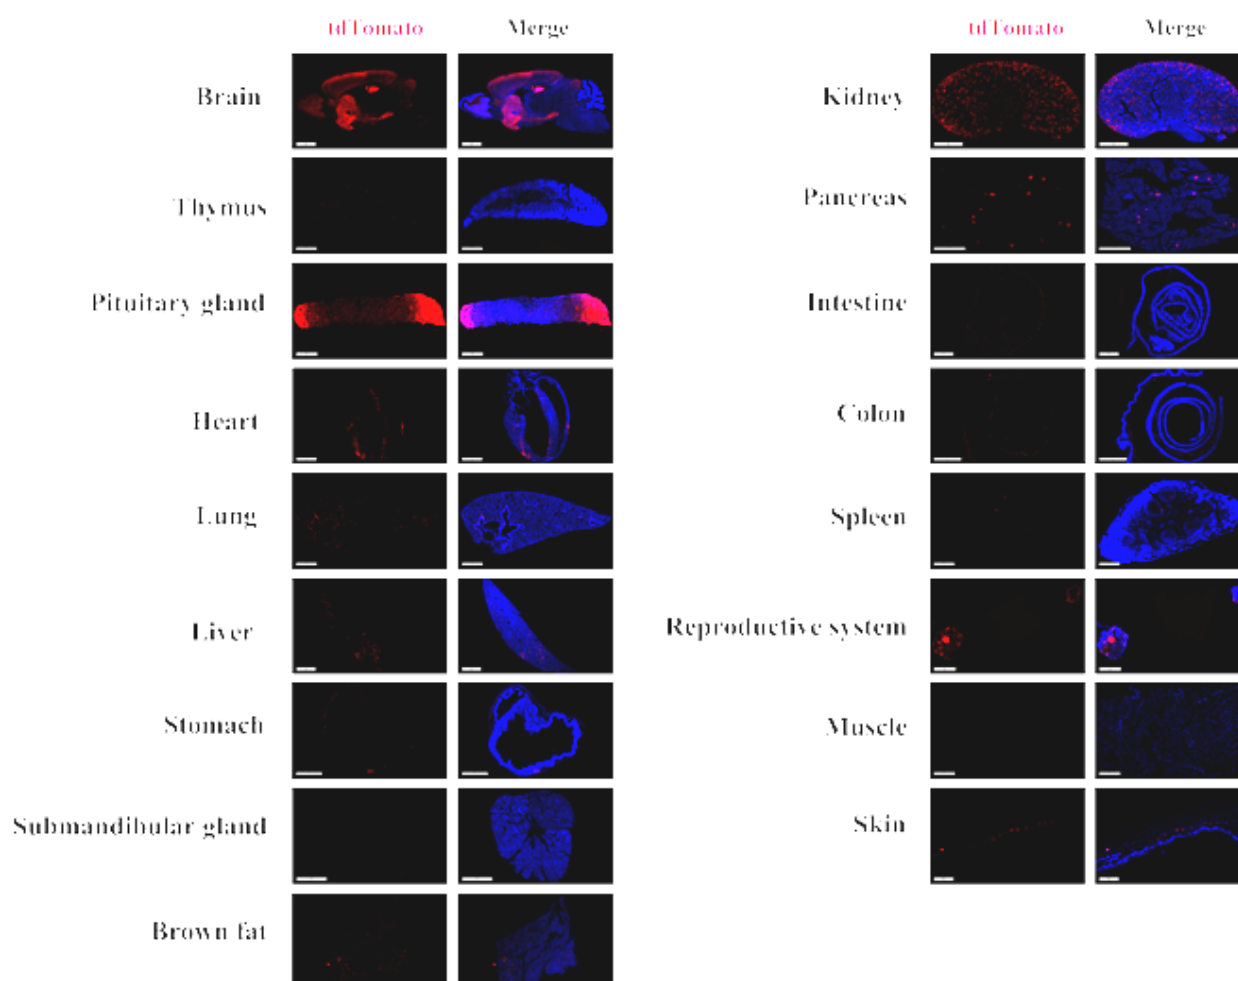 tdTomato Merge
Brain
Thymus
Pituitary gland
Heart
Lung
Liver
Stomach
Submandibular gland
Brown fat
tdTomato Merge
Kidney
Pancreas
Intestine
Colon
Spleen
Reproductive system
Muscle
Skin